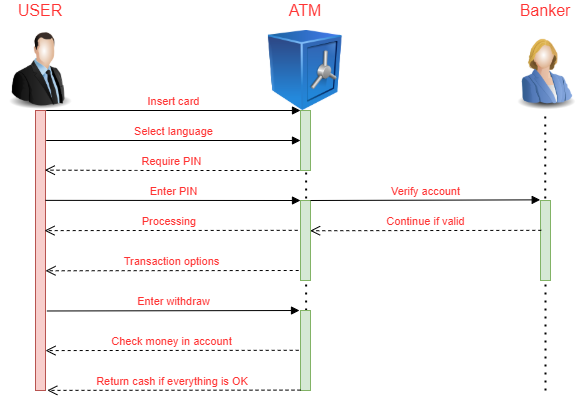 USER
ATM
Banker
Insert card
Select language
Require PIN
Enter PIN
Verify account
Processing
Continue if valid
Transaction options
Enter withdraw
Check money in account
Return cash if everything is OK